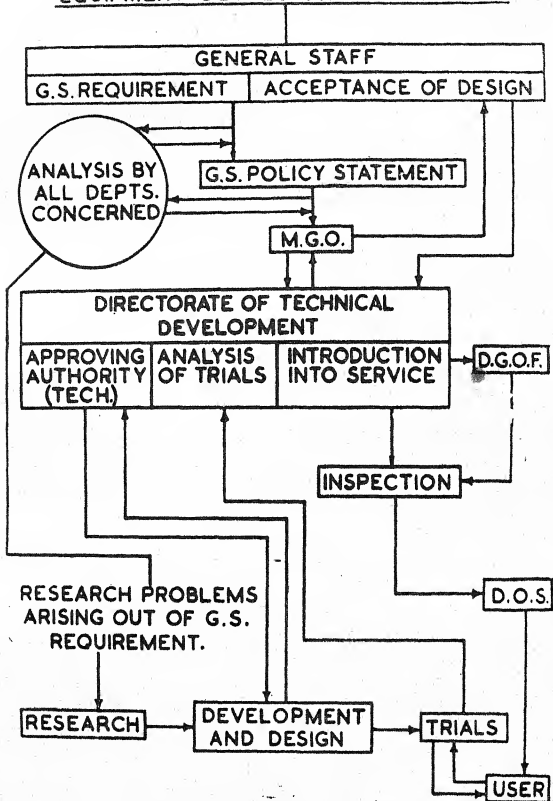 GENERAL STAFF
G.S. REQUIREMENT
ACCEPTANCE OF DESIGN
ANALYSIS BY
ALL DEPTS.
CONCERNED
G.S. POLICY STATEMENT
M.G.O.
DIRECTORATE OF TECHNICAL
DEVELOPMENT
APPROVING
AUTHORITY
(TECH.)
ANALYSIS
OF TRIALS
INTRODUCTION
INTO SERVICE
D.G.O.F.
INSPECTION
RESEARCH PROBLEMS
ARISING OUT OF G.S.
REQUIREMENT.
D.O.S.
RESEARCH
DEVELOPMENT
AND DESIGN
TRIALS
USER